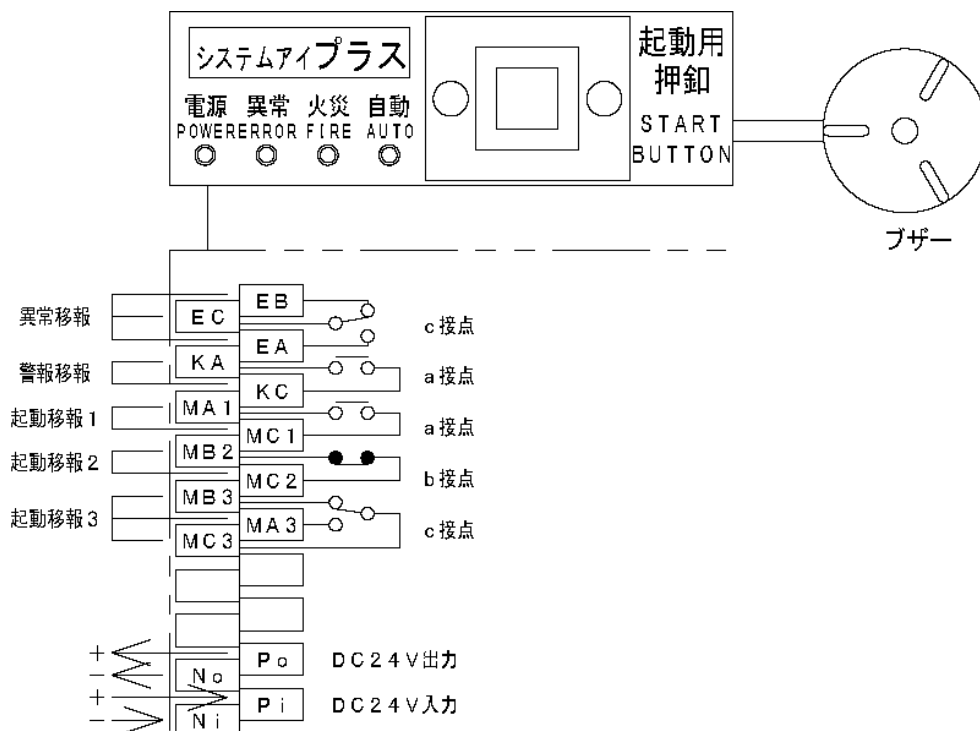 システムアイプラス
電源 異常 火災 自動
POWER ERROR FIRE AUTO
起動用
押釦
START
BUTTON
ブザー
異常移報
EB
EC
EA
c接点
警報移報
KA
KC
a接点
起動移報1
MA1
MC1
a接点
起動移報2
MB2
MC2
b接点
起動移報3
MB3
MA3
MC3
c接点
+
-
Po
No
DC24V出力
+
-
Pi
Ni
DC24V入力